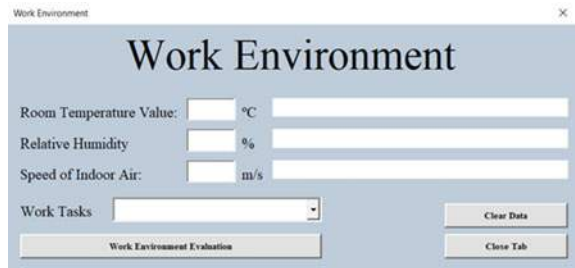 Work Environment
Work Environment
Room Temperature Value: ºC
Relative Humidity %
Speed of Indoor Air: m/s
Work Tasks
Clear Data
Work Environment Evaluation
Close Tab